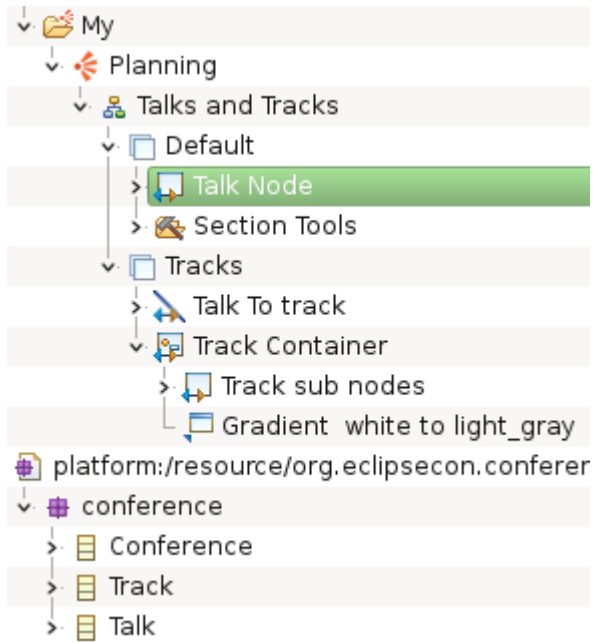 My
Planning
Talks and Tracks
Default
Talk Node
Section Tools
Tracks
Talk To track
Track Container
Track sub nodes
Gradient  white to light_gray
platform:/resource/org.eclipsecon.conferer
conference
Conference
Track
Talk